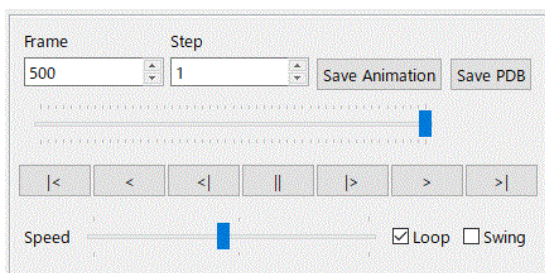 Frame Step
500 1 Save Animation Save PDB
|< < <| || |> > >|
Speed Loop Swing